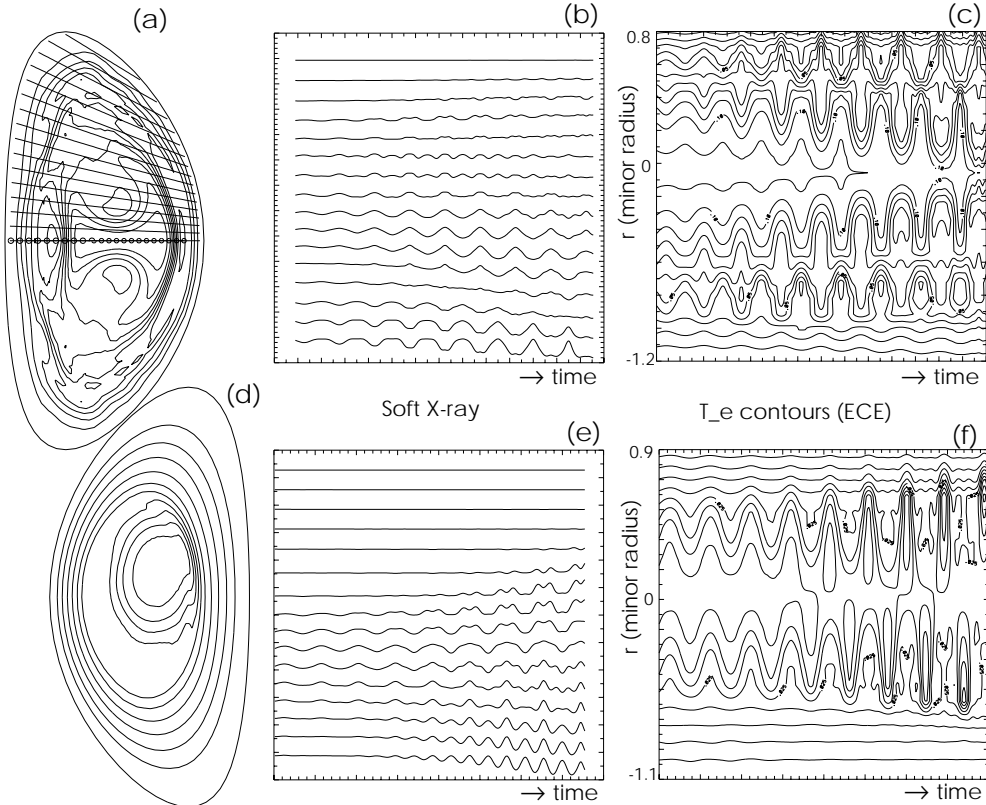 (a)
(b)
(c)
0.8
r (minor radius)
0
-1.2
→ time
→ time
(d)
Soft X-ray
T_e contours (ECE)
(e)
(f)
0.9
r (minor radius)
0
-1.1
→ time
→ time